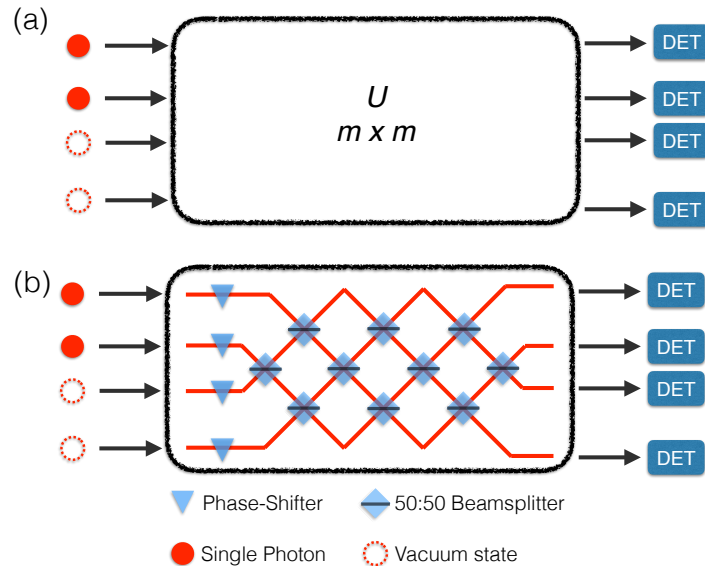 (a)
DET
U
m x m
DET
DET
DET
(b)
DET
DET
DET
DET
Phase-Shifter
50:50 Beamsplitter
Single Photon
Vacuum state